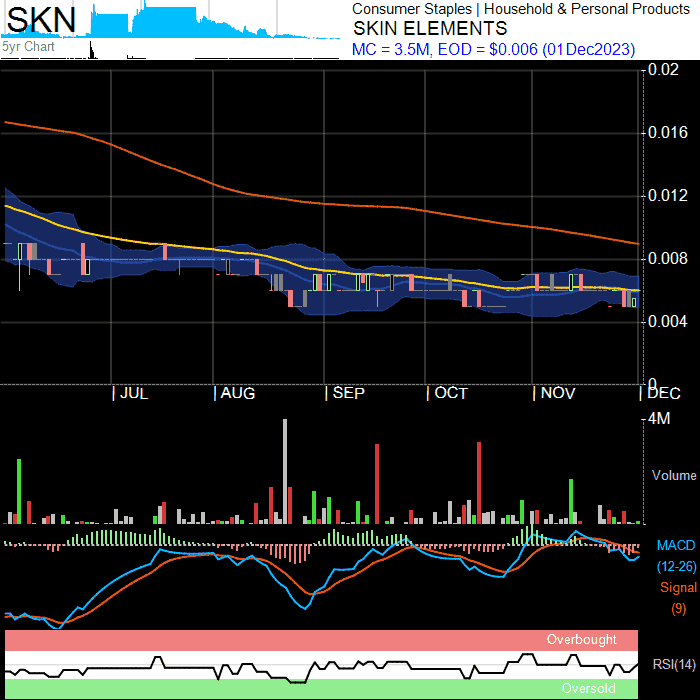 SKN
5yr Chart
Consumer Staples | Household & Personal Products
SKIN ELEMENTS
MC = 3.5M, EOD = $0.006 (01Dec2023)
0.02
0.016
0.012
0.008
0.004
0
JUL
AUG
SEP
OCT
NOV
DEC
4M
Volume
MACD
(12-26)
Signal
(9)
Overbought
RSI(14)
Oversold